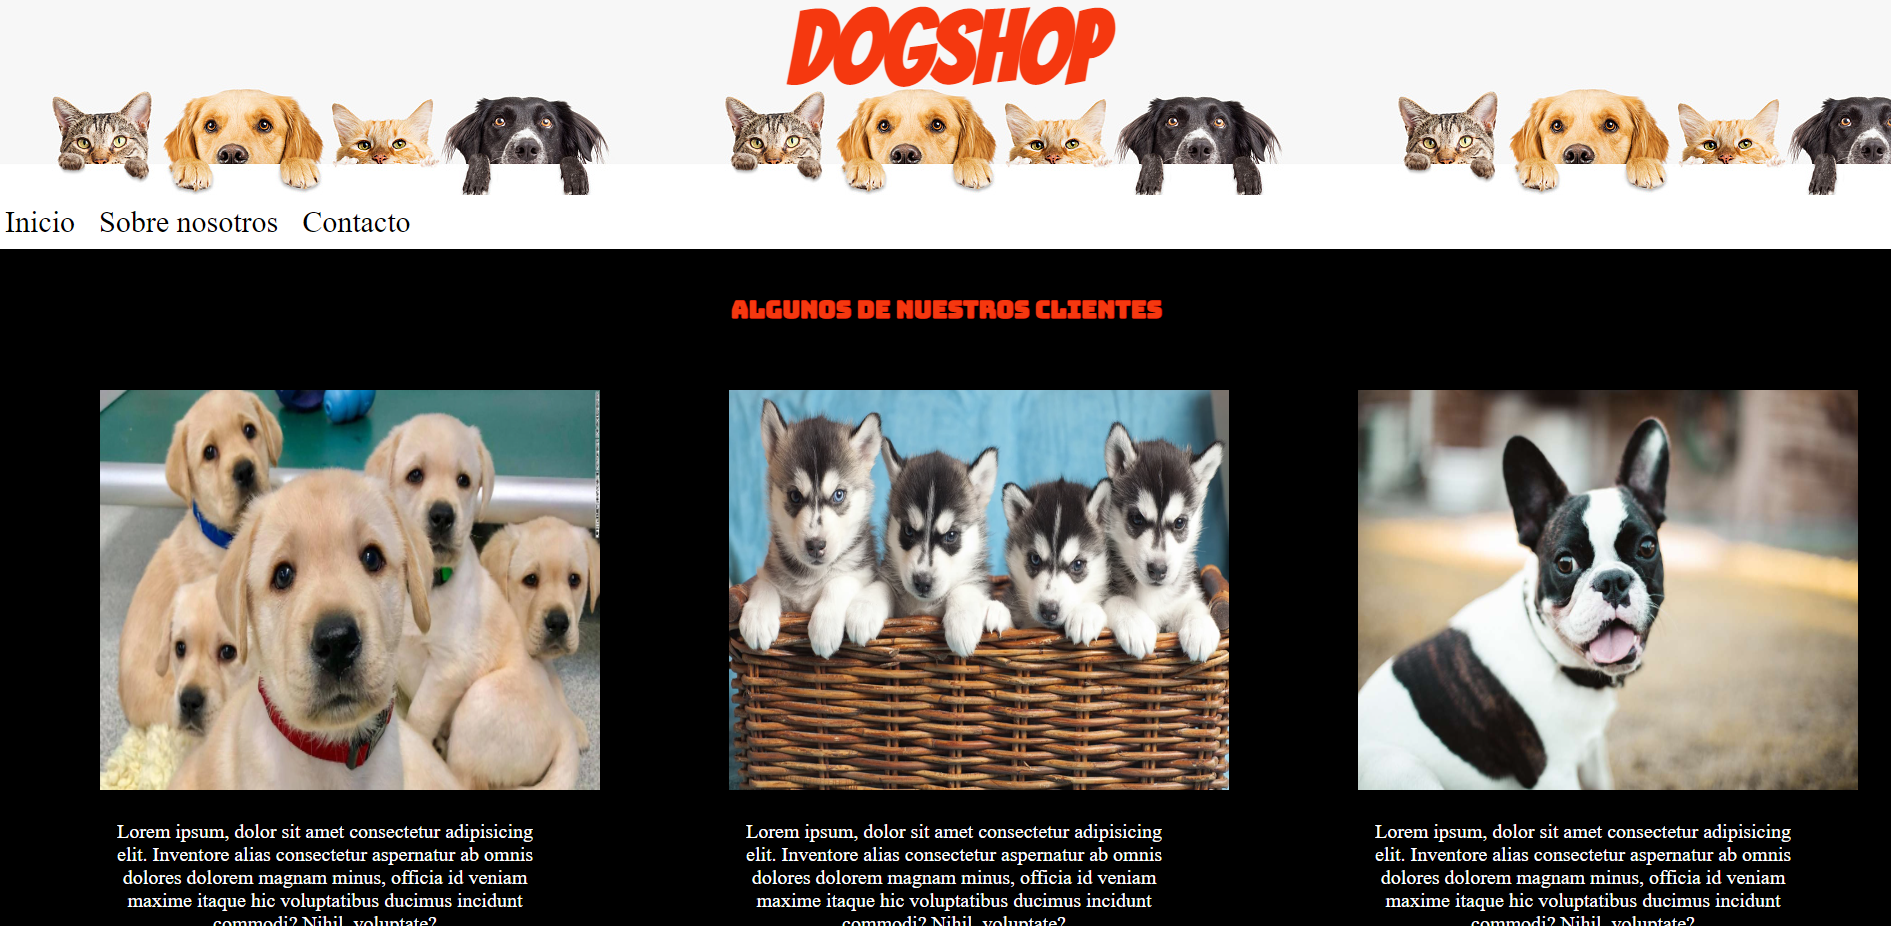 DOGSHOP
Inicio Sobre nosotros Contacto
ALGUNOS DE NUESTROS CLIENTES
Lorem ipsum, dolor sit amet consectetur adipisicing
elit. Inventore alias consectetur aspernatur ab omnis
dolores dolorem magnam minus, officia id veniam
maxime itaque hic voluptatibus ducimus incidunt
commodi? Nihil, voluptate?
Lorem ipsum, dolor sit amet consectetur adipisicing
elit. Inventore alias consectetur aspernatur ab omnis
dolores dolorem magnam minus, officia id veniam
maxime itaque hic voluptatibus ducimus incidunt
commodi? Nihil, voluptate?
Lorem ipsum, dolor sit amet consectetur adipisicing
elit. Inventore alias consectetur aspernatur ab omnis
dolores dolorem magnam minus, officia id veniam
maxime itaque hic voluptatibus ducimus incidunt
commodi? Nihil, voluptate?